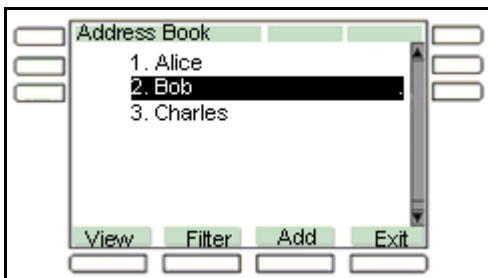 Address Book
1. Alice
2. Bob .
3. Charles
View Filter Add Exit